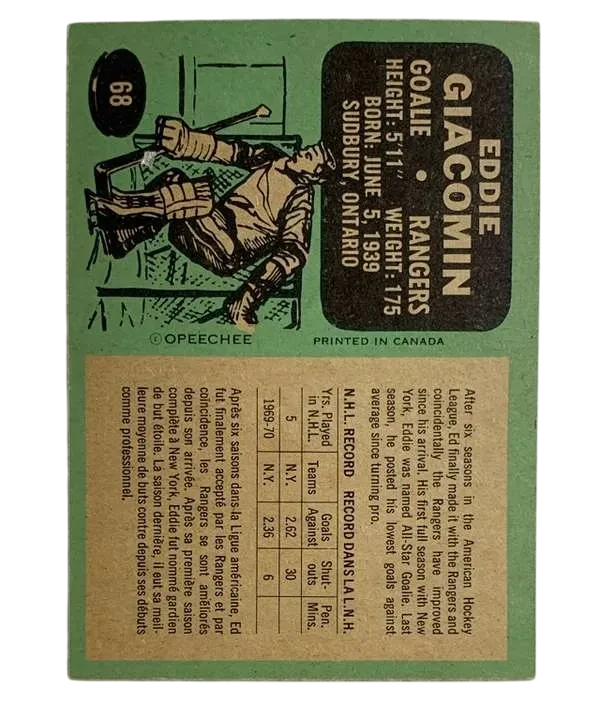 68
EDDIE
GIACOMIN
GOALIE • RANGERS
HEIGHT: 5'11" WEIGHT: 175
BORN: JUNE 5, 1939
SUDBURY, ONTARIO
© OPEECHEE
PRINTED IN CANADA
After six seasons in the American Hockey
League, Ed finally made it with the Rangers and
coincidentally the Rangers have improved
since his arrival. His first full season with New
York, Eddie was named All-Star Goalie. Last
season, he posted his lowest goals against
average since turning pro.
N.H.L. RECORD RECORD DANS LA L.N.H.
Yrs. Played in N.H.L. Teams Goals Against Shut-outs Pen. Mins.
5 N.Y. 2.62 30
1969-70 N.Y. 2.36 6
Après six saisons dans la Ligue américaine, Ed
fut finalement accepté par les Rangers et par
coincidence, les Rangers se sont améliorés
depuis son arrivée. Après sa première saison
complète à New York, Eddie fut nommé gardien
de but étoile. La saison dernière, il eut sa meil-
leure moyenne de buts contre depuis ses débuts
comme professionnel.